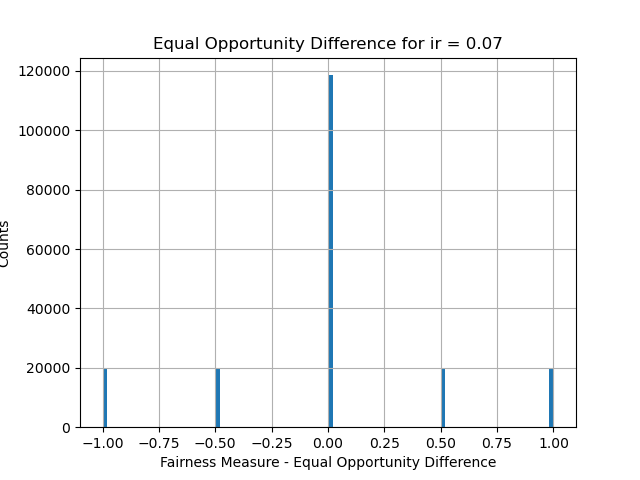 Equal Opportunity Difference for ir = 0.07
120000
100000
80000
60000
40000
20000
0
Counts
−1.00 −0.75 −0.50 −0.25 0.00 0.25 0.50 0.75 1.00
Fairness Measure - Equal Opportunity Difference